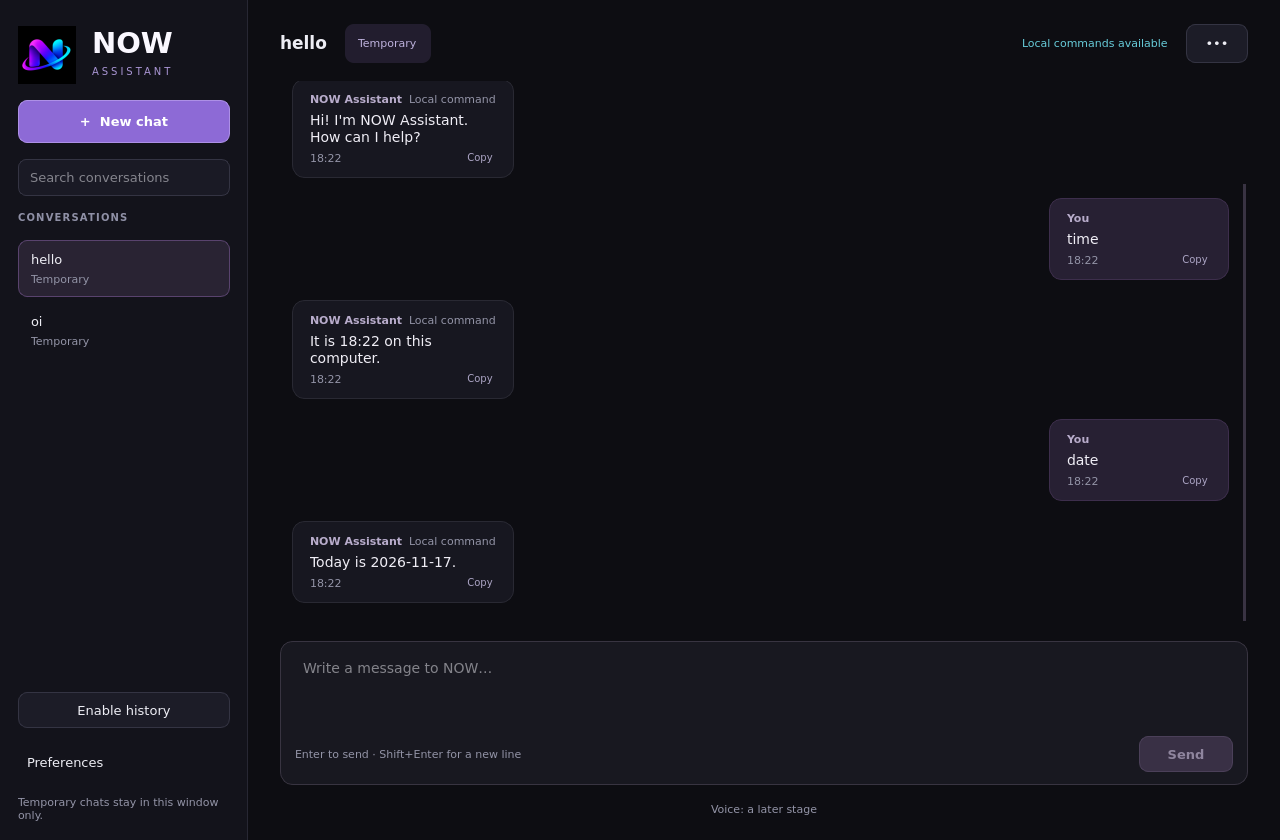 NOW
ASSISTANT
+ New chat
Search conversations
CONVERSATIONS
hello
Temporary
oi
Temporary
Enable history
Preferences
Temporary chats stay in this window
only.
hello
Temporary
Local commands available
•••
NOW Assistant Local command
Hi! I'm NOW Assistant.
How can I help?
18:22 Copy
You
time
18:22 Copy
NOW Assistant Local command
It is 18:22 on this
computer.
18:22 Copy
You
date
18:22 Copy
NOW Assistant Local command
Today is 2026-11-17.
18:22 Copy
Write a message to NOW…
Enter to send · Shift+Enter for a new line
Send
Voice: a later stage